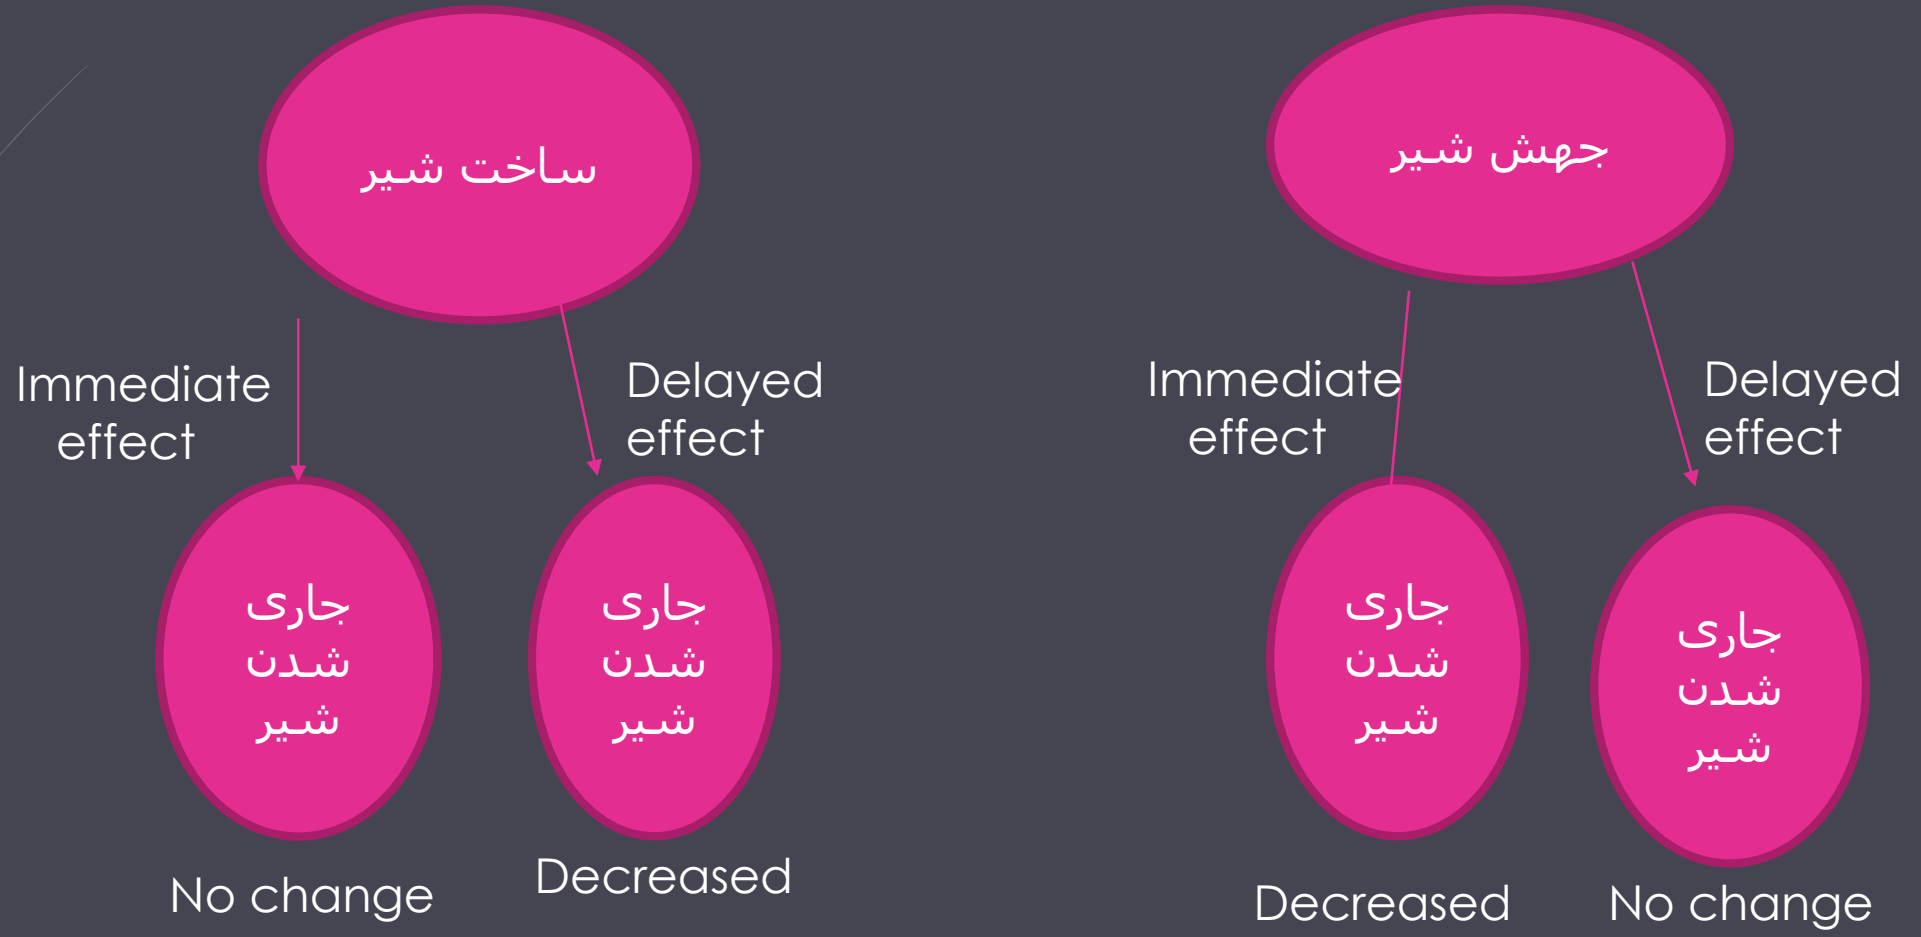 ساخت شیر
Immediate
effect
Delayed
effect
جاری
شدن
شیر
No change
جاری
شدن
شیر
Decreased
جهش شیر
Immediate
effect
Delayed
effect
جاری
شدن
شیر
Decreased
جاری
شدن
شیر
No change